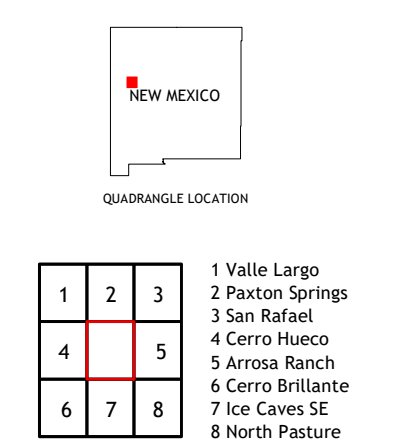 NEW MEXICO
QUADRANGLE LOCATION
1 2 3
4 5
6 7 8
1 Valle Largo
2 Paxton Springs
3 San Rafael
4 Cerro Hueco
5 Arrosa Ranch
6 Cerro Brillante
7 Ice Caves SE
8 North Pasture